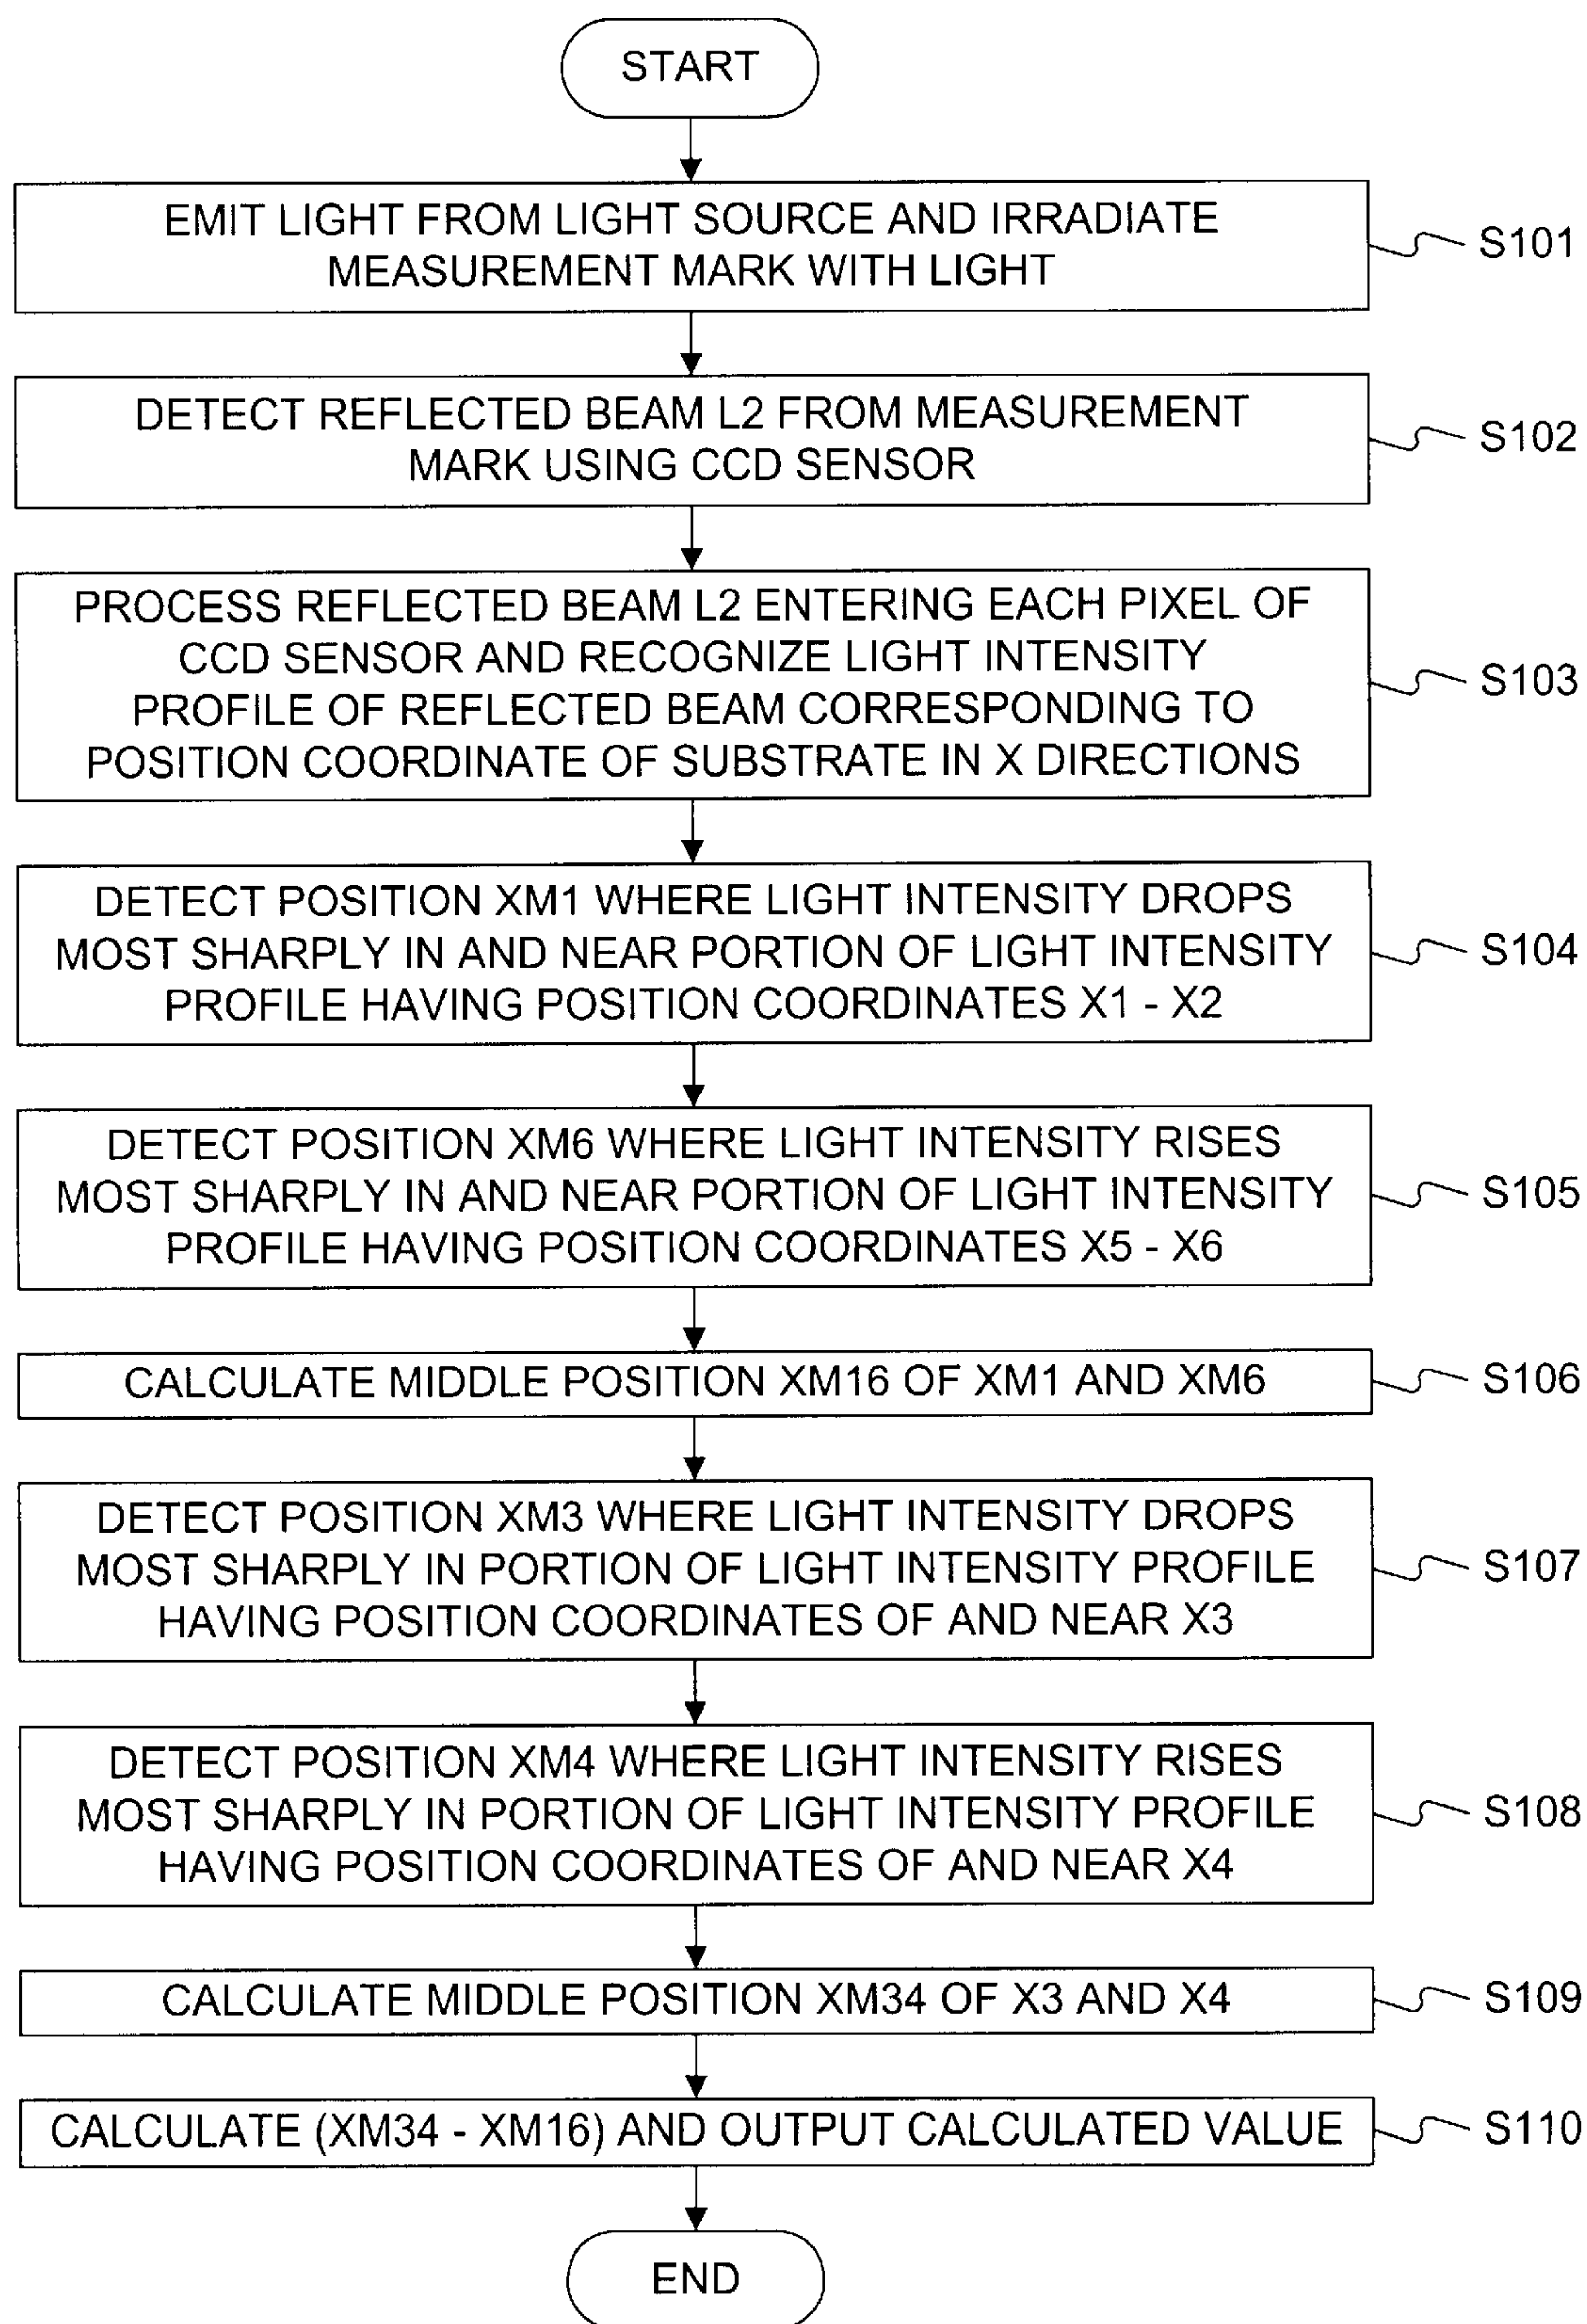 START
EMIT LIGHT FROM LIGHT SOURCE AND IRRADIATE
MEASUREMENT MARK WITH LIGHT
S101
DETECT REFLECTED BEAM L2 FROM MEASUREMENT
MARK USING CCD SENSOR
S102
PROCESS REFLECTED BEAM L2 ENTERING EACH PIXEL OF
CCD SENSOR AND RECOGNIZE LIGHT INTENSITY
PROFILE OF REFLECTED BEAM CORRESPONDING TO
POSITION COORDINATE OF SUBSTRATE IN X DIRECTIONS
S103
DETECT POSITION XM1 WHERE LIGHT INTENSITY DROPS
MOST SHARPLY IN AND NEAR PORTION OF LIGHT INTENSITY
PROFILE HAVING POSITION COORDINATES X1 - X2
S104
DETECT POSITION XM6 WHERE LIGHT INTENSITY RISES
MOST SHARPLY IN AND NEAR PORTION OF LIGHT INTENSITY
PROFILE HAVING POSITION COORDINATES X5 - X6
S105
CALCULATE MIDDLE POSITION XM16 OF XM1 AND XM6
S106
DETECT POSITION XM3 WHERE LIGHT INTENSITY DROPS
MOST SHARPLY IN PORTION OF LIGHT INTENSITY PROFILE
HAVING POSITION COORDINATES OF AND NEAR X3
S107
DETECT POSITION XM4 WHERE LIGHT INTENSITY RISES
MOST SHARPLY IN PORTION OF LIGHT INTENSITY PROFILE
HAVING POSITION COORDINATES OF AND NEAR X4
S108
CALCULATE MIDDLE POSITION XM34 OF X3 AND X4
S109
CALCULATE (XM34 - XM16) AND OUTPUT CALCULATED VALUE
S110
END